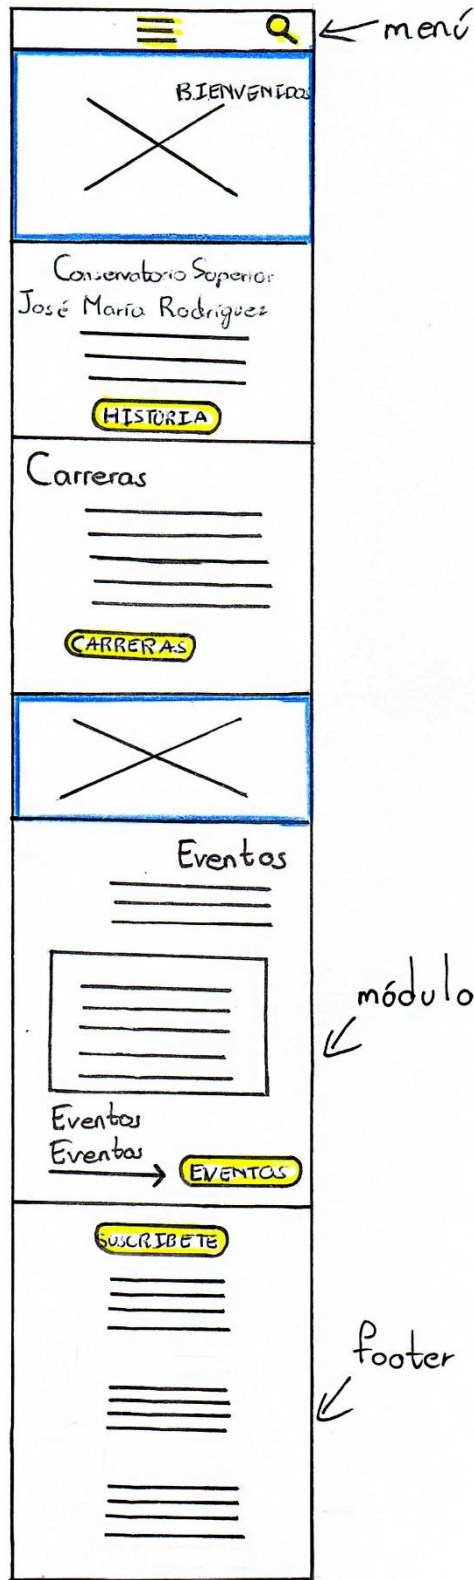 menú
BIENVENIDOS
Conservatorio Superior
José María Rodríguez
HISTORIA
Carreras
CARRERAS
Eventos
módulo
Eventos
Eventos
EVENTOS
SUSCRIBETE
footer